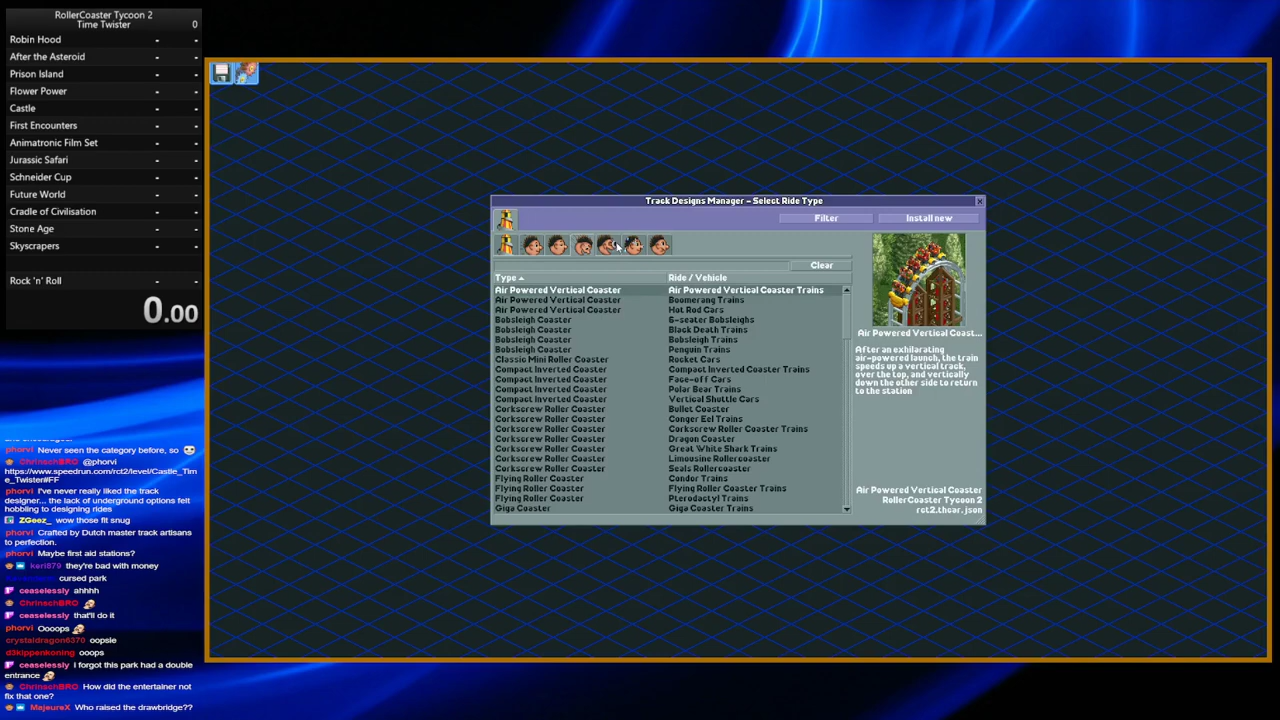 RollerCoaster Tycoon 2
Time Twister 0
Robin Hood - -
After the Asteroid - -
Prison Island - -
Flower Power - -
Castle - -
First Encounters - -
Animatronic Film Set - -
Jurassic Safari - -
Schneider Cup - -
Future World - -
Cradle of Civilisation - -
Stone Age - -
Skyscrapers - -
Rock 'n' Roll - -
0.00
phorvi Never seen the category before, so
ChrinschBRO @phorvi
https://www.speedrun.com/rct2/level/Castle_Tim
e_Twister#FF
phorvi I've never really liked the track
designer... the lack of underground options felt
hobbling to designing rides
ZGeez_ wow those fit snug
phorvi Crafted by Dutch master track artisans
to perfection.
phorvi Maybe first aid stations?
keri879 they're bad with money
cursed park
ceaselessly ahhhh
ChrinschBRO
ceaselessly that'll do it
phorvi Oooops
crystaldragon6370 oopsie
d3kippenkoning ooops
ceaselessly i forgot this park had a double
entrance
ChrinschBRO How did the entertainer not
fix that one?
MajeureX Who raised the drawbridge??
Track Designs Manager - Select Ride Type
Filter Install new
Clear
Type Ride / Vehicle
Air Powered Vertical Coaster Air Powered Vertical Coaster Trains
Air Powered Vertical Coaster Boomerang Trains
Air Powered Vertical Coaster Hot Rod Cars
Bobsleigh Coaster 6-seater Bobsleighs
Bobsleigh Coaster Black Death Trains
Bobsleigh Coaster Bobsleigh Trains
Bobsleigh Coaster Penguin Trains
Classic Mini Roller Coaster Rocket Cars
Compact Inverted Coaster Compact Inverted Coaster Trains
Compact Inverted Coaster Face-off Cars
Compact Inverted Coaster Polar Bear Trains
Compact Inverted Coaster Vertical Shuttle Cars
Corkscrew Roller Coaster Bullet Coaster
Corkscrew Roller Coaster Conger Eel Trains
Corkscrew Roller Coaster Corkscrew Roller Coaster Trains
Corkscrew Roller Coaster Dragon Coaster
Corkscrew Roller Coaster Great White Shark Trains
Corkscrew Roller Coaster Limousine Rollercoaster
Corkscrew Roller Coaster Seals Rollercoaster
Flying Roller Coaster Condor Trains
Flying Roller Coaster Flying Roller Coaster Trains
Flying Roller Coaster Pterodactyl Trains
Giga Coaster Giga Coaster Trains
Air Powered Vertical Coast...
After an exhilarating
air-powered launch, the train
speeds up a vertical track,
over the top, and vertically
down the other side to return
to the station
Air Powered Vertical Coaster
RollerCoaster Tycoon 2
rct2.thcar.json